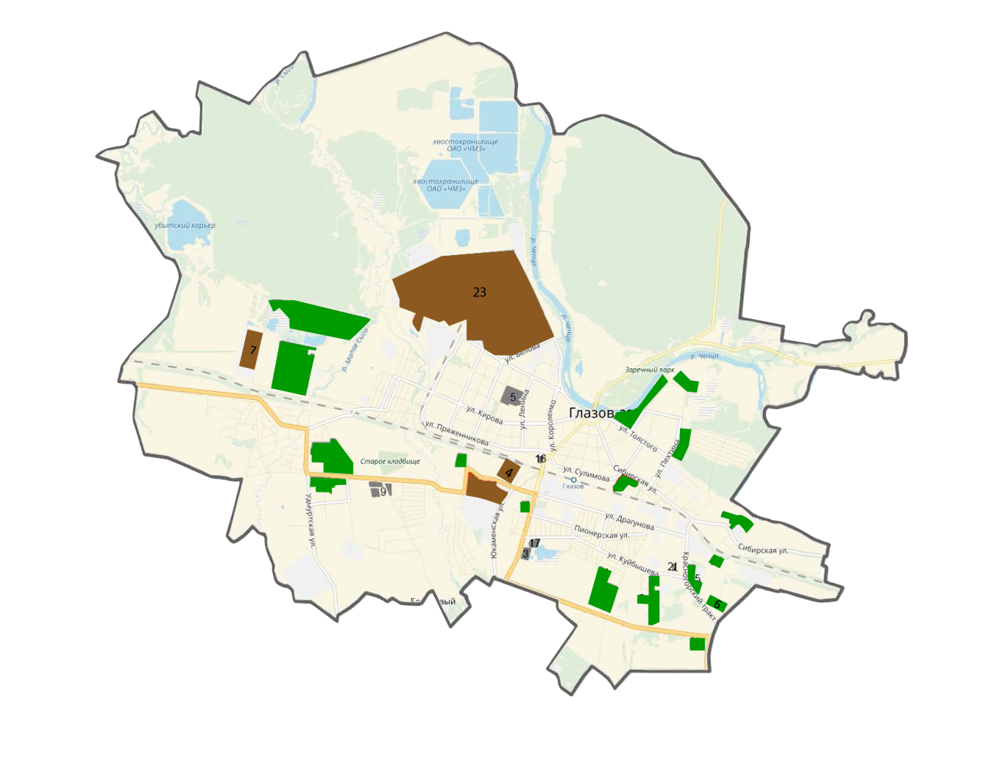 р. Сыга
хвостохранилище
ОАО «ЧМЗ»
хвостохранилище
ОАО «ЧМЗ»
убытский карьер
р. Чепца
23
р. Чепца
7
р. Малая Сыга
ул. Белова
р. Чепца
Заречный парк
5
ул. Ленина
ул. Кирова
ул. Короленко
Глазов
ул. Пряженникова
ул. Толстого
ул. Пехтина
16
Старое кладбище
4
ул. Сулимова
Сибирская ул.
Глазов
9
Удмуртская ул.
Юкаменская ул.
ул. Драгунова
Пионерская ул.
17
3
Сибирская ул.
ул. Куйбышева
21
Красногорский тракт
5
6